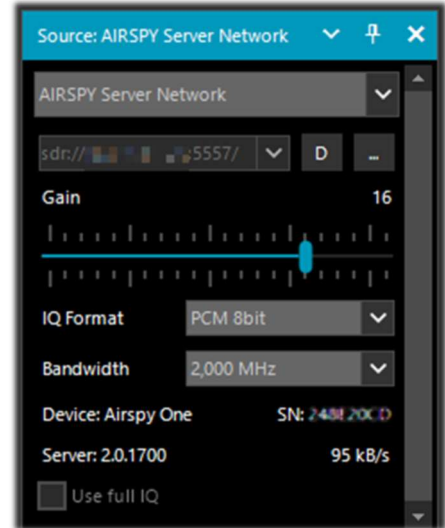 Source: AIRSPY Server Network
AIRSPY Server Network
sdr:// :5557/ D ...
Gain 16
IQ Format PCM 8bit
Bandwidth 2,000 MHz
Device: Airspy One SN:
Server: 2.0.1700 95 kB/s
Use full IQ